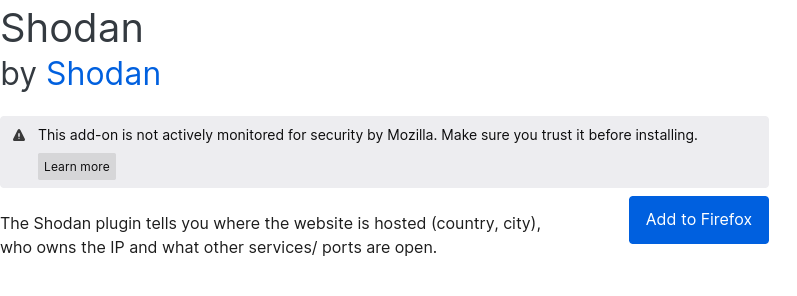 Shodan
by Shodan
This add-on is not actively monitored for security by Mozilla. Make sure you trust it before installing.
Learn more
The Shodan plugin tells you where the website is hosted (country, city),
who owns the IP and what other services/ ports are open.
Add to Firefox